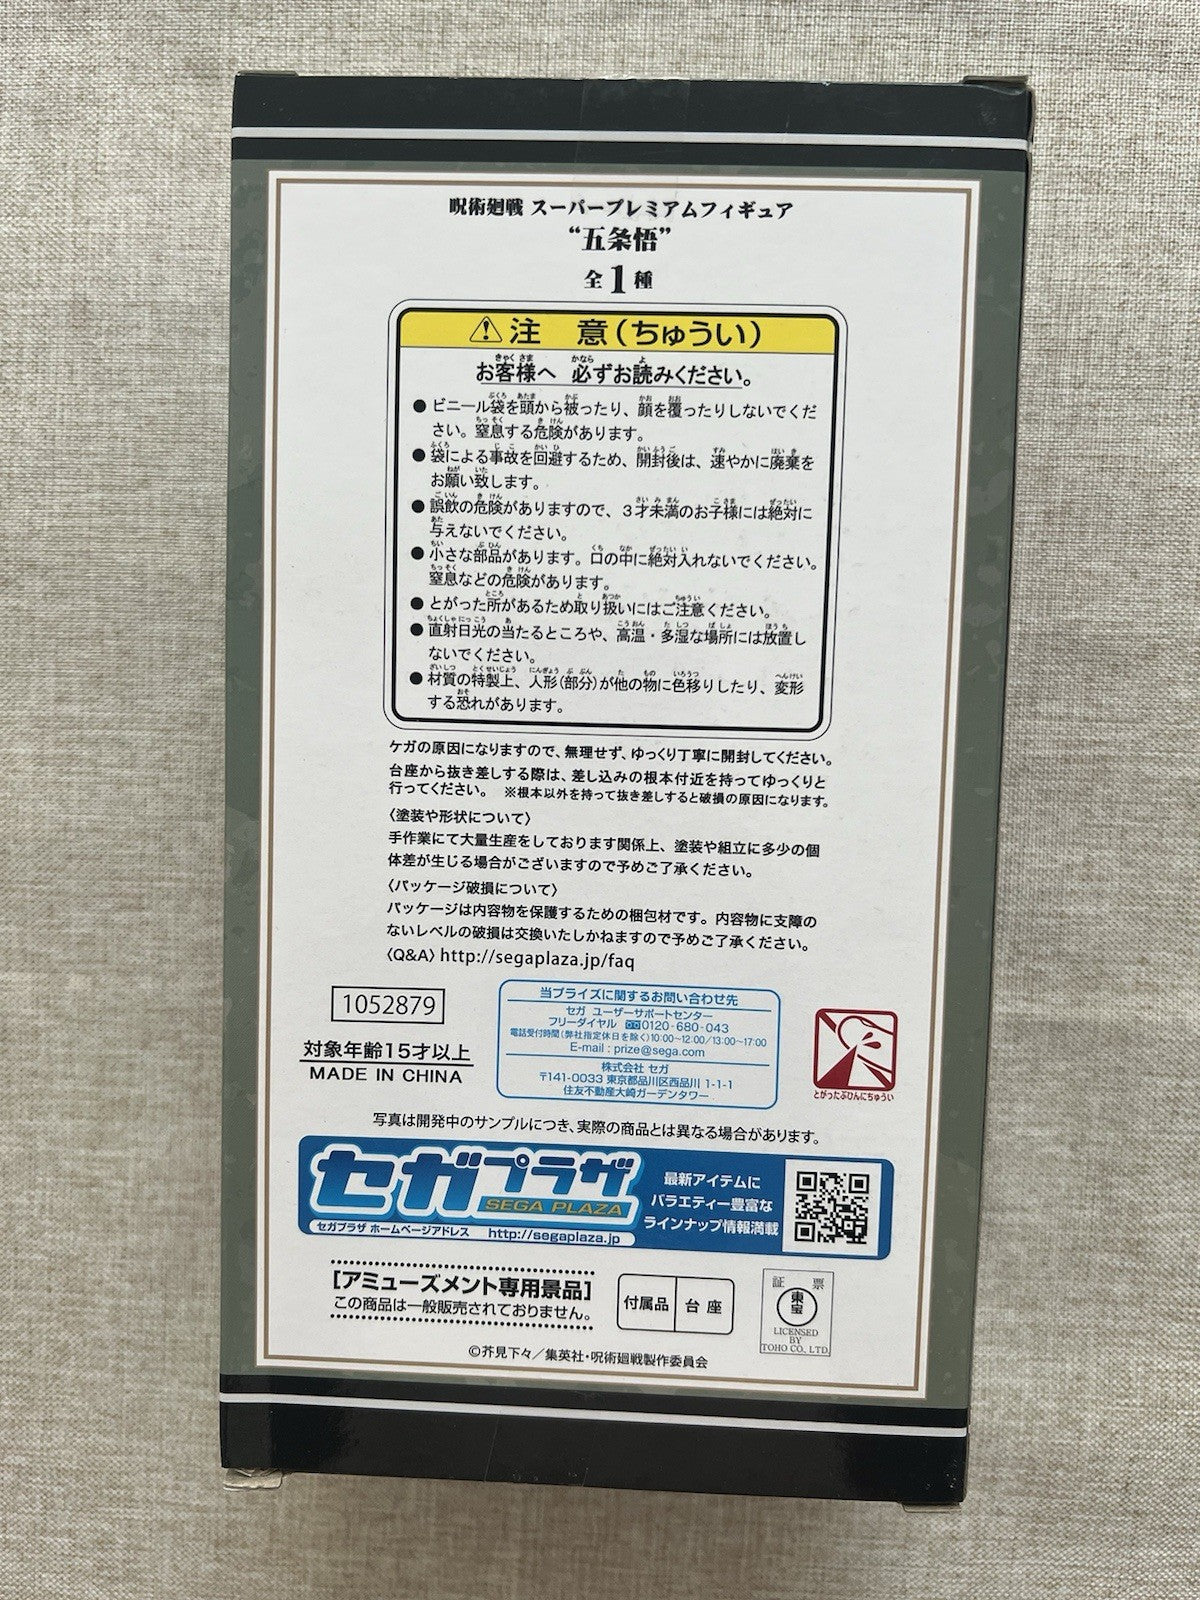 呪術廻戦 スーパープレミアムフィギュア
“五条悟”
全1種
注 意(ちゅうい)
お客様へ 必ずお読みください。
● ビニール袋を頭から被ったり、顔を覆ったりしないでくだ
さい。窒息する危険があります。
● 袋による事故を回避するため、開封後は、速やかに廃棄を
お願い致します。
● 誤飲の危険がありますので、3才未満のお子様には絶対に
与えないでください。
● 小さな部品があります。口の中に絶対入れないでください。
窒息などの危険があります。
● とがった所があるため取り扱いにはご注意ください。
● 直射日光の当たるところや、高温・多湿な場所には放置し
ないでください。
● 材質の特製上、人形(部分)が他の物に色移りしたり、変形
する恐れがあります。
ケガの原因になりますので、無理せず、ゆっくり丁寧に開封してください。
台座から抜き差しする際は、差し込みの根本付近を持ってゆっくりと
行ってください。 ※根本以外を持って抜き差しすると破損の原因になります。
〈塗装や形状について〉
手作業にて大量生産をしております関係上、塗装や組立に多少の個
体差が生じる場合がございますので予めご了承ください。
〈パッケージ破損について〉
パッケージは内容物を保護するための梱包材です。内容物に支障の
ないレベルの破損は交換いたしかねますので予めご了承ください。
〈Q&A〉http://segaplaza.jp/faq
1052879
対象年齢15才以上
MADE IN CHINA
当プライズに関するお問い合わせ先
セガ ユーザーサポートセンター
フリーダイヤル 0120-680-043
電話受付時間(弊社指定休日を除く)10:00~12:00/13:00~17:00
E-mail : prize@sega.com
株式会社 セガ
〒141-0033 東京都品川区西品川 1-1-1
住友不動産大崎ガーデンタワー
とがったぶひんにちゅうい
写真は開発中のサンプルにつき、実際の商品とは異なる場合があります。
セガプラザ
SEGA PLAZA
セガプラザ ホームページアドレス http://segaplaza.jp
最新アイテムに
バラエティー豊富な
ラインナップ情報満載
[アミューズメント専用景品]
この商品は一般販売されておりません。
付属品 台座
証 票
東宝
LICENSED
BY
TOHO CO., LTD.
©芥見下々/集英社・呪術廻戦製作委員会